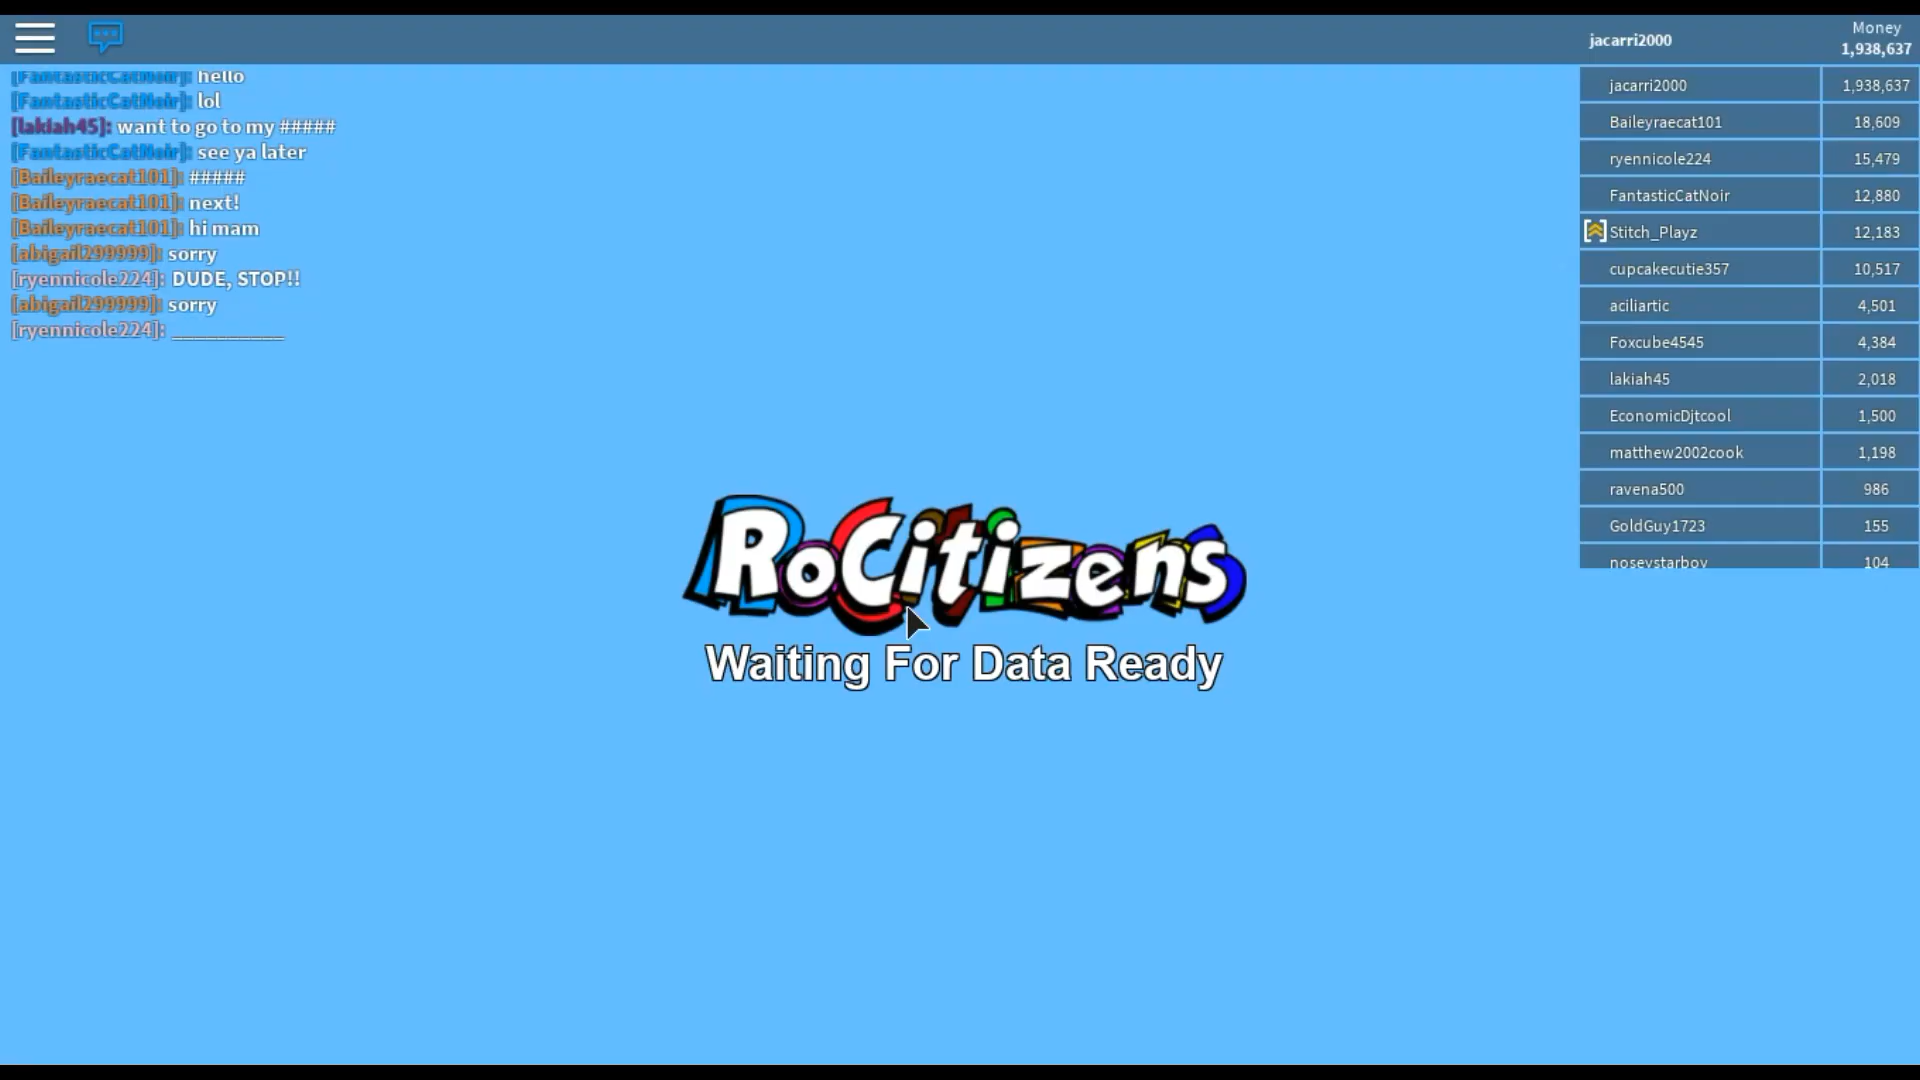 jacarri2000
Money
1,938,637
[FantasticCatNoir]: hello
[FantasticCatNoir]: lol
[lakiah45]: want to go to my #####
[FantasticCatNoir]: see ya later
[Baileyraecat101]: #####
[Baileyraecat101]: next!
[Baileyraecat101]: hi mam
[abigail299999]: sorry
[ryennicole224]: DUDE, STOP!!
[abigail299999]: sorry
[ryennicole224]: ___________
jacarri2000 1,938,637
Baileyraecat101 18,609
ryennicole224 15,479
FantasticCatNoir 12,880
Stitch_Playz 12,183
cupcakecutie357 10,517
aciliartic 4,501
Foxcube4545 4,384
lakiah45 2,018
EconomicDjtcool 1,500
matthew2002cook 1,198
ravena500 986
GoldGuy1723 155
noseystarboy 104
RoCitizens
Waiting For Data Ready